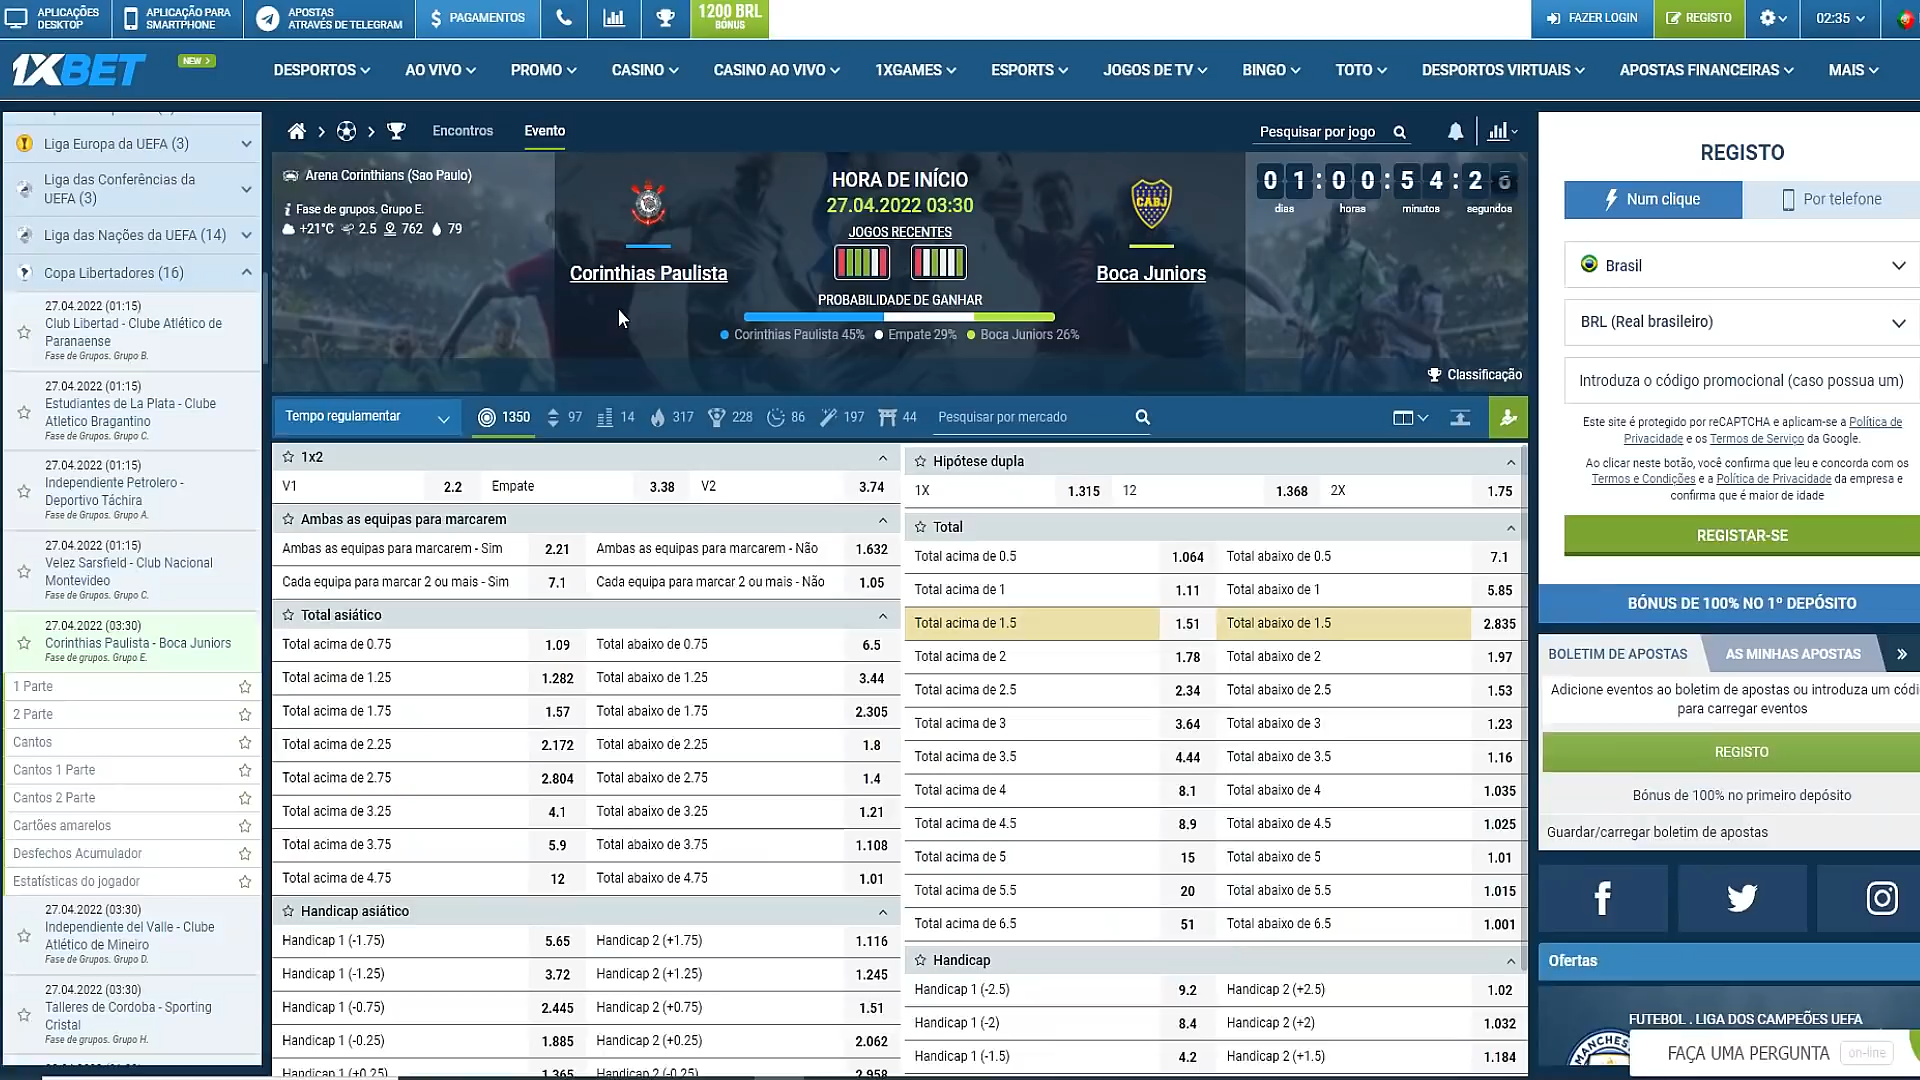 APLICAÇÕES
DESKTOP
APLICAÇÃO PARA
SMARTPHONE
APOSTAS
ATRAVÉS DE TELEGRAM
$ PAGAMENTOS
1200 BRL
BÓNUS
FAZER LOGIN
REGISTO
02:35
1XBET
NEW >
DESPORTOS
AO VIVO
PROMO
CASINO
CASINO AO VIVO
1XGAMES
ESPORTS
JOGOS DE TV
BINGO
TOTO
DESPORTOS VIRTUAIS
APOSTAS FINANCEIRAS
MAIS
Liga Europa da UEFA (3)
Liga das Conferências da
UEFA (3)
Liga das Nações da UEFA (14)
Copa Libertadores (16)
27.04.2022 (01:15)
Club Libertad - Clube Atlético de
Paranaense
Fase de Grupos. Grupo B.
27.04.2022 (01:15)
Estudiantes de La Plata - Clube
Atletico Bragantino
Fase de Grupos. Grupo C.
27.04.2022 (01:15)
Independiente Petrolero -
Deportivo Táchira
Fase de Grupos. Grupo A.
27.04.2022 (01:15)
Velez Sarsfield - Club Nacional
Montevideo
Fase de Grupos. Grupo C.
27.04.2022 (03:30)
Corinthias Paulista - Boca Juniors
Fase de grupos. Grupo E.
1 Parte
2 Parte
Cantos
Cantos 1 Parte
Cantos 2 Parte
Cartões amarelos
Desfechos Acumulador
Estatísticas do jogador
27.04.2022 (03:30)
Independiente del Valle - Clube
Atlético de Mineiro
Fase de Grupos. Grupo D.
27.04.2022 (03:30)
Talleres de Cordoba - Sporting
Cristal
Fase de grupos. Grupo H.
Encontros
Evento
Pesquisar por jogo
Arena Corinthians (Sao Paulo)
Fase de grupos. Grupo E.
+21°C 2.5 762 79
Corinthias Paulista
HORA DE INÍCIO
27.04.2022 03:30
JOGOS RECENTES
CABJ
Boca Juniors
PROBABILIDADE DE GANHAR
Corinthias Paulista 45% Empate 29% Boca Juniors 26%
01:00:54:2
dias horas minutos segundos
Classificação
Tempo regulamentar
1350 97 14 317 228 86 197 44
Pesquisar por mercado
1x2
V1 2.2 Empate 3.38 V2 3.74
Ambas as equipas para marcarem
Ambas as equipas para marcarem - Sim 2.21 Ambas as equipas para marcarem - Não 1.632
Cada equipa para marcar 2 ou mais - Sim 7.1 Cada equipa para marcar 2 ou mais - Não 1.05
Total asiático
Total acima de 0.75 1.09 Total abaixo de 0.75 6.5
Total acima de 1.25 1.282 Total abaixo de 1.25 3.44
Total acima de 1.75 1.57 Total abaixo de 1.75 2.305
Total acima de 2.25 2.172 Total abaixo de 2.25 1.8
Total acima de 2.75 2.804 Total abaixo de 2.75 1.4
Total acima de 3.25 4.1 Total abaixo de 3.25 1.21
Total acima de 3.75 5.9 Total abaixo de 3.75 1.108
Total acima de 4.75 12 Total abaixo de 4.75 1.01
Handicap asiático
Handicap 1 (-1.75) 5.65 Handicap 2 (+1.75) 1.116
Handicap 1 (-1.25) 3.72 Handicap 2 (+1.25) 1.245
Handicap 1 (-0.75) 2.445 Handicap 2 (+0.75) 1.51
Handicap 1 (-0.25) 1.885 Handicap 2 (+0.25) 2.062
Handicap 1 (+0.25) 1.365 Handicap 2 (-0.25) 2.958
Hipótese dupla
1X 1.315 12 1.368 2X 1.75
Total
Total acima de 0.5 1.064 Total abaixo de 0.5 7.1
Total acima de 1 1.11 Total abaixo de 1 5.85
Total acima de 1.5 1.51 Total abaixo de 1.5 2.835
Total acima de 2 1.78 Total abaixo de 2 1.97
Total acima de 2.5 2.34 Total abaixo de 2.5 1.53
Total acima de 3 3.64 Total abaixo de 3 1.23
Total acima de 3.5 4.44 Total abaixo de 3.5 1.16
Total acima de 4 8.1 Total abaixo de 4 1.035
Total acima de 4.5 8.9 Total abaixo de 4.5 1.025
Total acima de 5 15 Total abaixo de 5 1.01
Total acima de 5.5 20 Total abaixo de 5.5 1.015
Total acima de 6.5 51 Total abaixo de 6.5 1.001
Handicap
Handicap 1 (-2.5) 9.2 Handicap 2 (+2.5) 1.02
Handicap 1 (-2) 8.4 Handicap 2 (+2) 1.032
Handicap 1 (-1.5) 4.2 Handicap 2 (+1.5) 1.184
REGISTO
Num clique
Por telefone
Brasil
BRL (Real brasileiro)
Introduza o código promocional (caso possua um)
Este site é protegido por reCAPTCHA e aplicam-se a Política de
Privacidade e os Termos de Serviço da Google.
Ao clicar neste botão, você confirma que leu e concorda com os
Termos e Condições e a Política de Privacidade da empresa e
confirma que é maior de idade
REGISTAR-SE
BÓNUS DE 100% NO 1º DEPÓSITO
BOLETIM DE APOSTAS
AS MINHAS APOSTAS
Adicione eventos ao boletim de apostas ou introduza um códi
para carregar eventos
REGISTO
Bónus de 100% no primeiro depósito
Guardar/carregar boletim de apostas
Ofertas
FUTEBOL . LIGA DOS CAMPEÕES UEFA
MANCHES
FAÇA UMA PERGUNTA
on-line